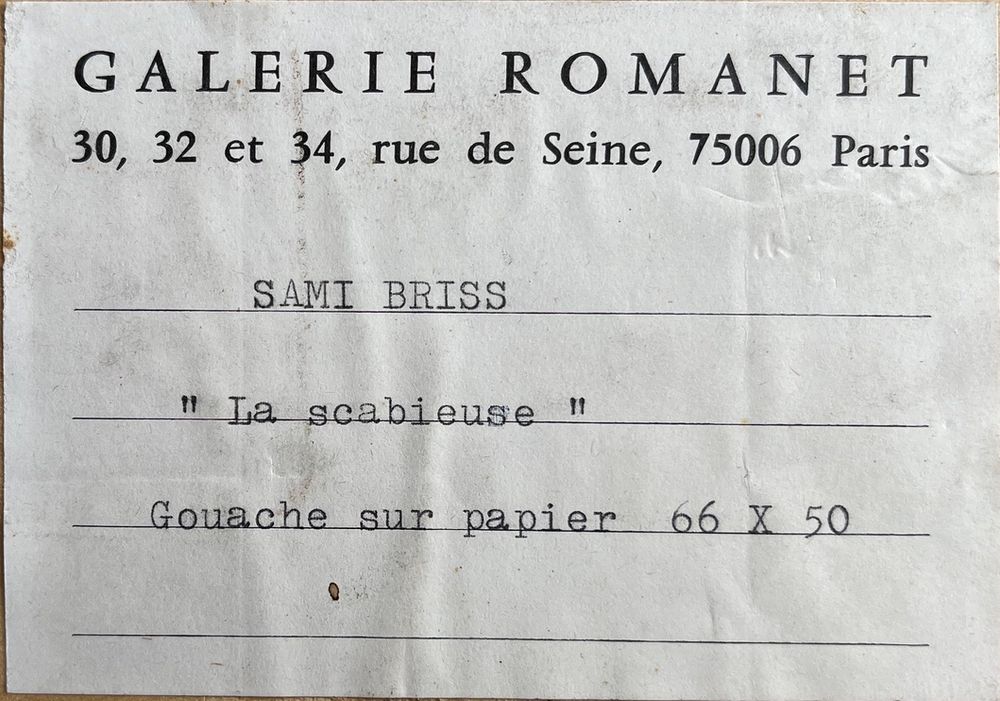 GALERIE ROMANET
30, 32 et 34, rue de Seine, 75006 Paris
SAMI BRISS
" La scabieuse "
Gouache sur papier 66 X 50